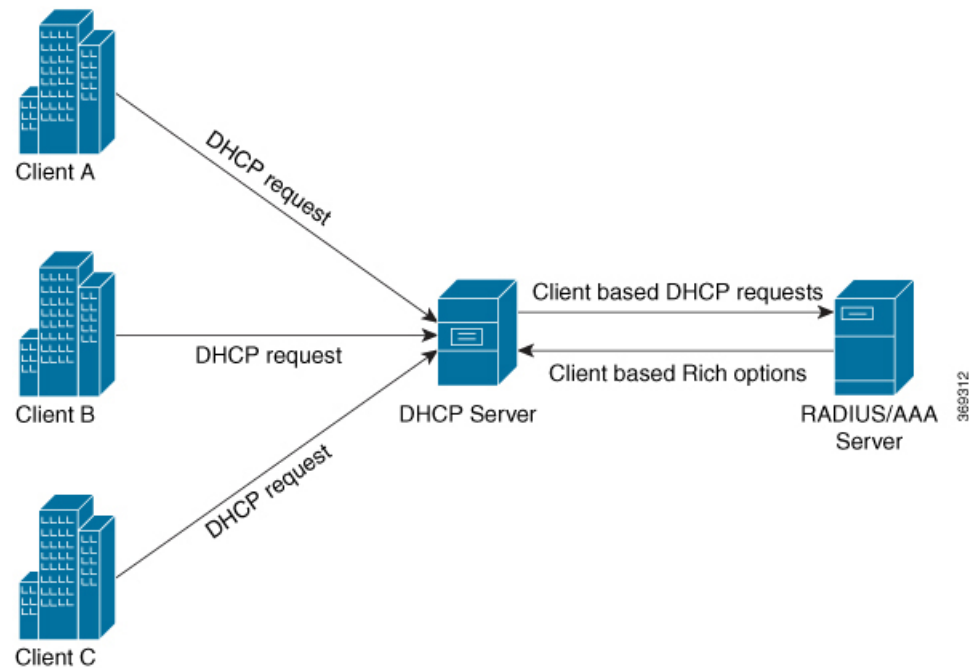 Client A
DHCP request
Client B
DHCP request
Client C
DHCP request
DHCP Server
Client based DHCP requests
Client based Rich options
RADIUS/AAA
Server
369312